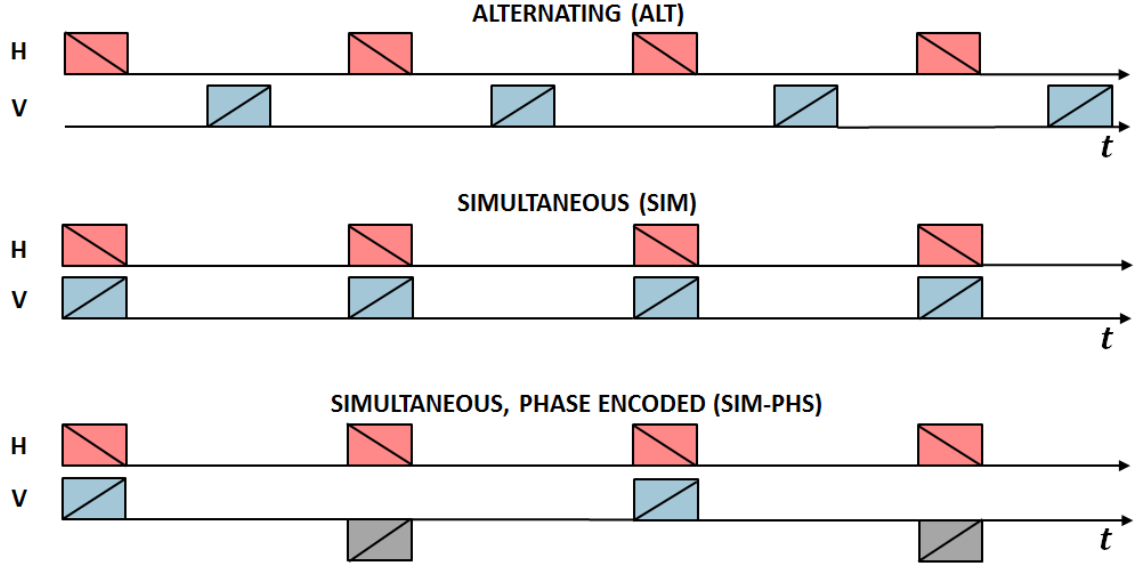 ALTERNATING (ALT)
H
V
t
SIMULTANEOUS (SIM)
H
V
t
SIMULTANEOUS, PHASE ENCODED (SIM-PHS)
H
V
t